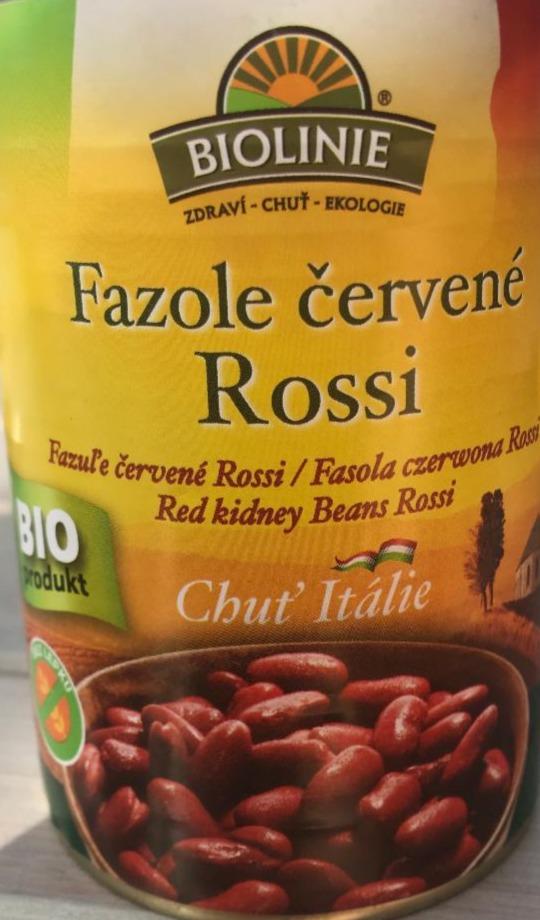 BIOLINIE®
ZDRAVÍ - CHUŤ - EKOLOGIE
Fazole červené
Rossi
Fazuľe červené Rossi / Fasola czerwona Rossi
Red kidney Beans Rossi
BIO
produkt
Chuť Itálie
LEPKU